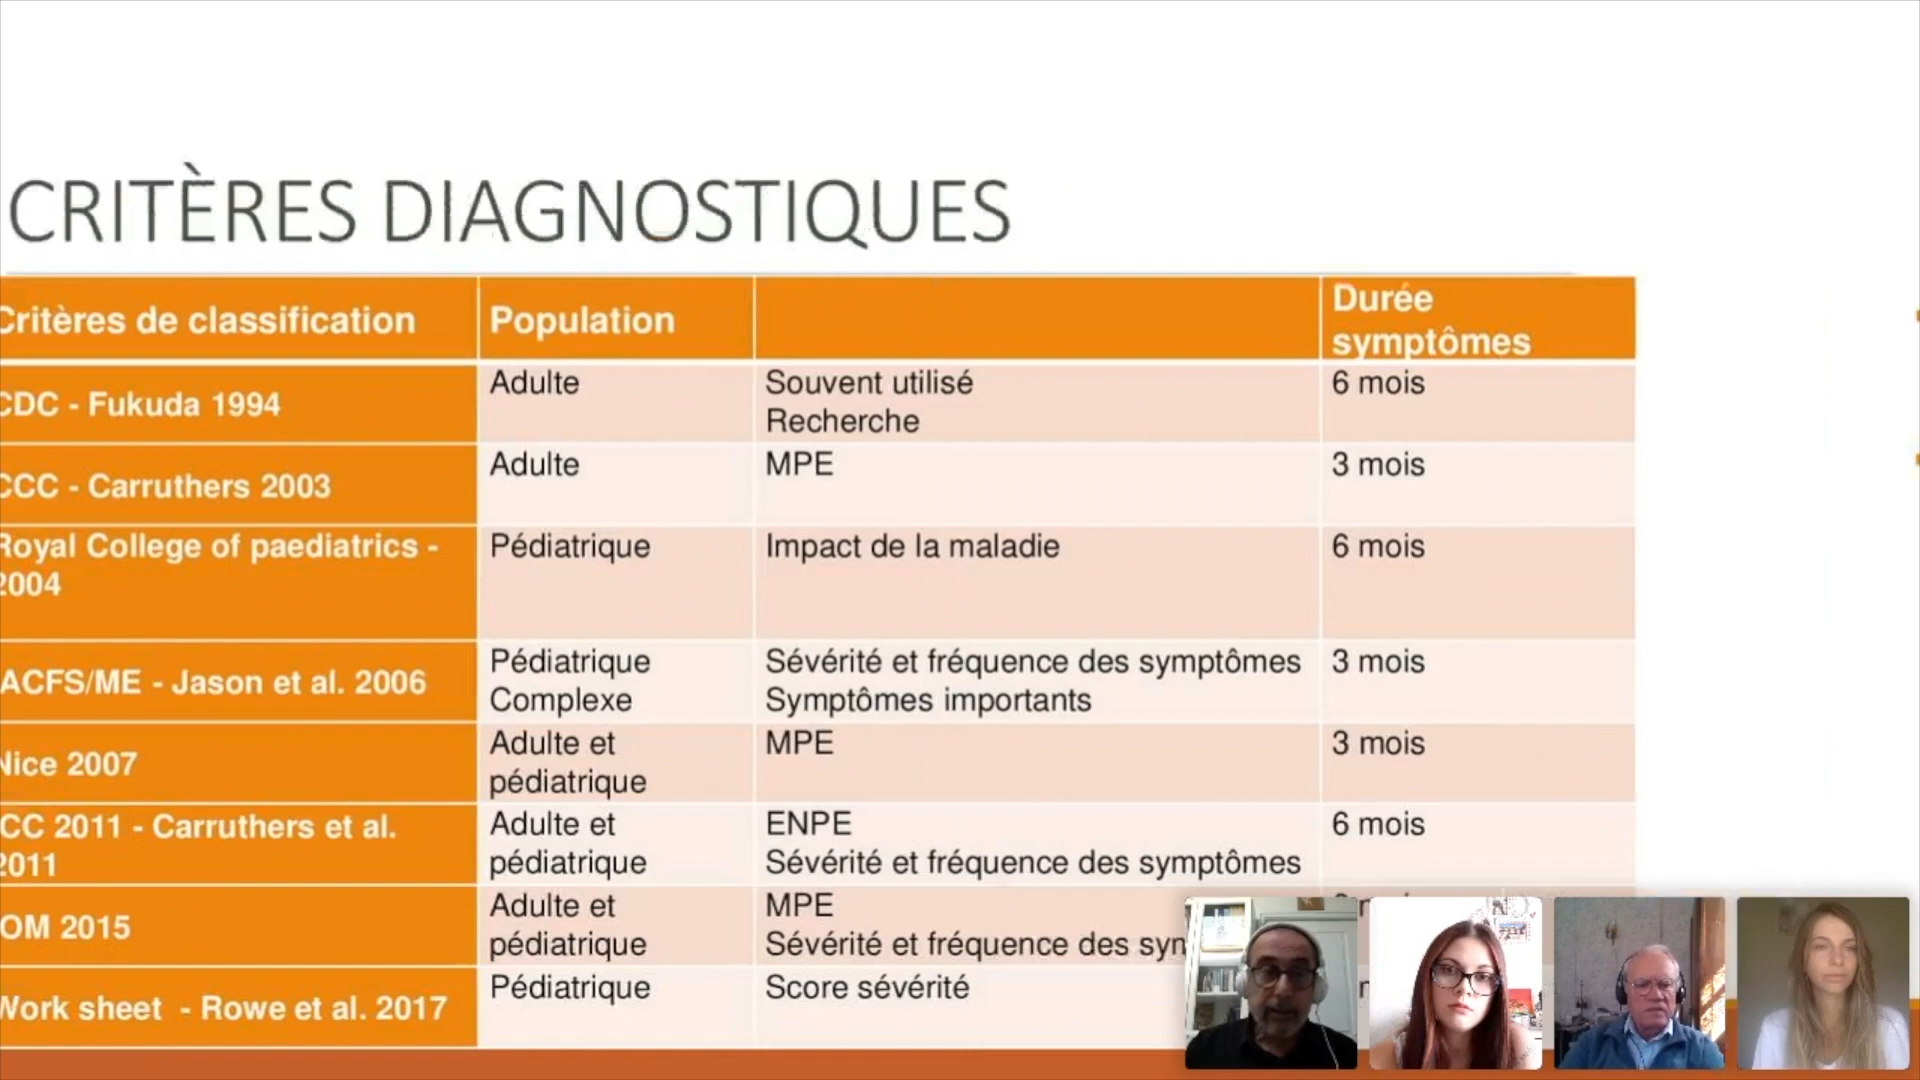 CRITÈRES DIAGNOSTIQUES
Critères de classification
Population
Durée
symptômes
CDC - Fukuda 1994
Adulte
Souvent utilisé
Recherche
6 mois
CCC - Carruthers 2003
Adulte
MPE
3 mois
Royal College of paediatrics -
2004
Pédiatrique
Impact de la maladie
6 mois
ACFS/ME - Jason et al. 2006
Pédiatrique
Complexe
Sévérité et fréquence des symptômes
Symptômes importants
3 mois
Nice 2007
Adulte et
pédiatrique
MPE
3 mois
CC 2011 - Carruthers et al.
2011
Adulte et
pédiatrique
ENPE
Sévérité et fréquence des symptômes
6 mois
OM 2015
Adulte et
pédiatrique
MPE
Sévérité et fréquence des
Work sheet - Rowe et al. 2017
Pédiatrique
Score sévérité